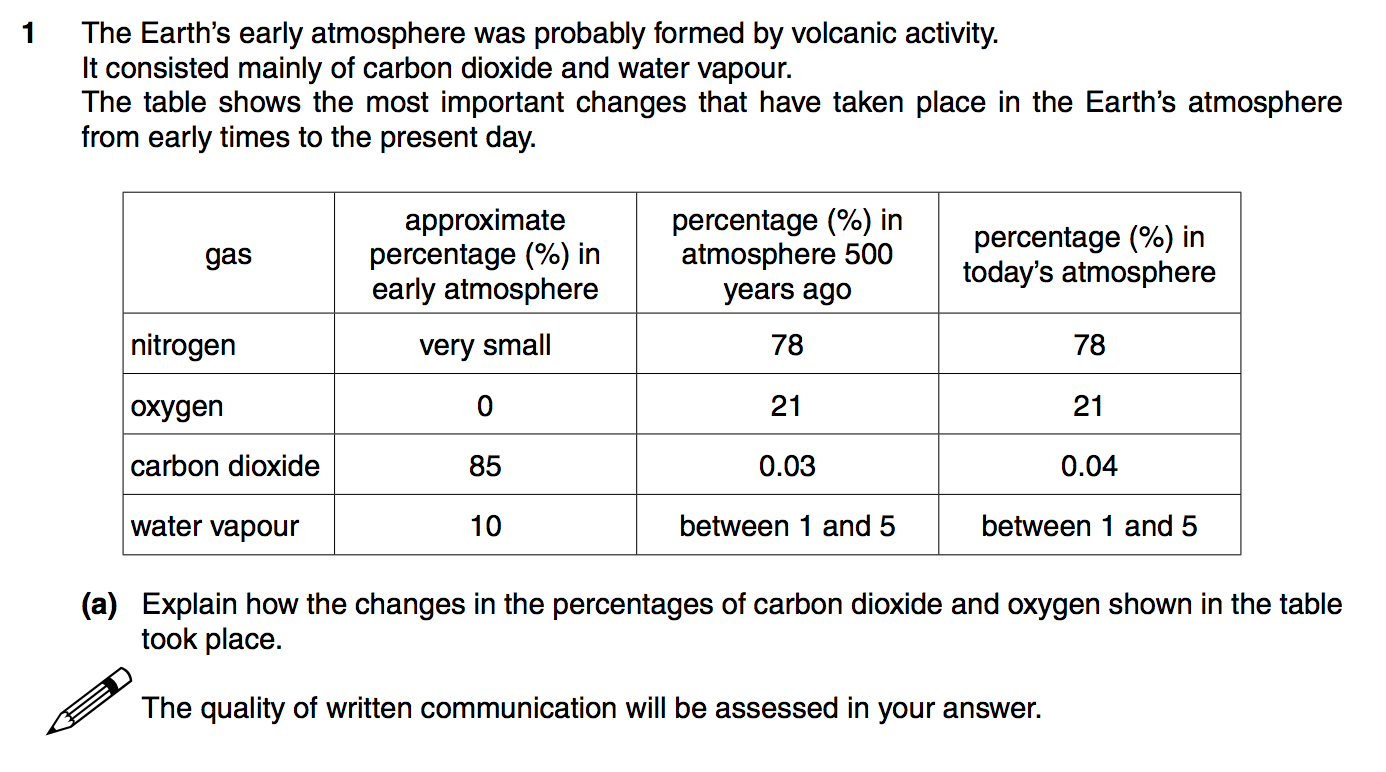 1 The Earth’s early atmosphere was probably formed by volcanic activity.
It consisted mainly of carbon dioxide and water vapour.
The table shows the most important changes that have taken place in the Earth’s atmosphere
from early times to the present day.
gas
approximate
percentage (%) in
early atmosphere
percentage (%) in
atmosphere 500
years ago
percentage (%) in
today’s atmosphere
nitrogen very small 78 78
oxygen 0 21 21
carbon dioxide 85 0.03 0.04
water vapour 10 between 1 and 5 between 1 and 5
(a) Explain how the changes in the percentages of carbon dioxide and oxygen shown in the table
took place.
The quality of written communication will be assessed in your answer.